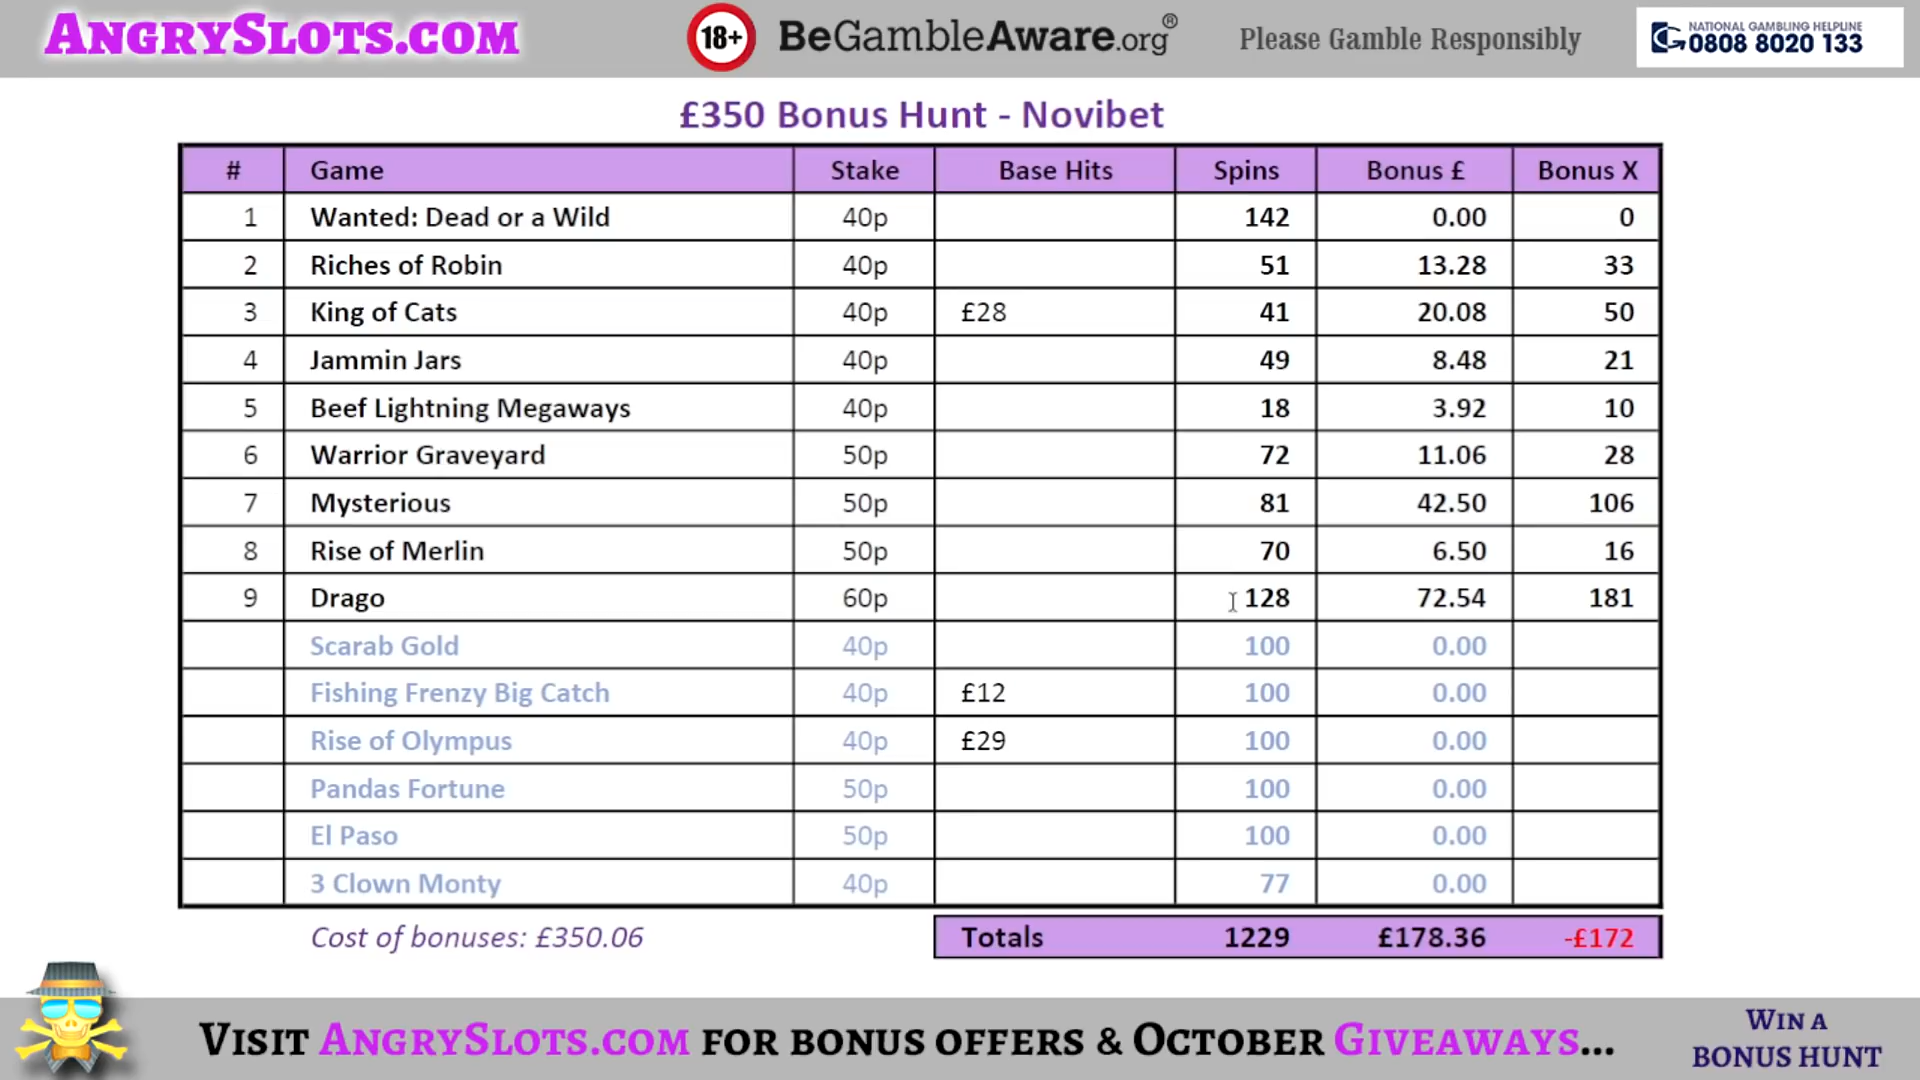 AngrySlots.com
18+
BeGambleAware.org®
Please Gamble Responsibly
NATIONAL GAMBLING HELPLINE
0808 8020 133
£350 Bonus Hunt - Novibet
# Game Stake Base Hits Spins Bonus £ Bonus X
1 Wanted: Dead or a Wild 40p 142 0.00 0
2 Riches of Robin 40p 51 13.28 33
3 King of Cats 40p £28 41 20.08 50
4 Jammin Jars 40p 49 8.48 21
5 Beef Lightning Megaways 40p 18 3.92 10
6 Warrior Graveyard 50p 72 11.06 28
7 Mysterious 50p 81 42.50 106
8 Rise of Merlin 50p 70 6.50 16
9 Drago 60p 128 72.54 181
Scarab Gold 40p 100 0.00
Fishing Frenzy Big Catch 40p £12 100 0.00
Rise of Olympus 40p £29 100 0.00
Pandas Fortune 50p 100 0.00
El Paso 50p 100 0.00
3 Clown Monty 40p 77 0.00
Cost of bonuses: £350.06 Totals 1229 £178.36 -£172
Visit AngrySlots.com for bonus offers & October Giveaways...
Win a
Bonus Hunt